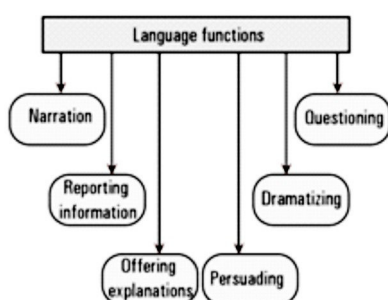 Language functions
Narration
Questioning
Reporting
information
Dramatizing
Offering
explanations
Persuading